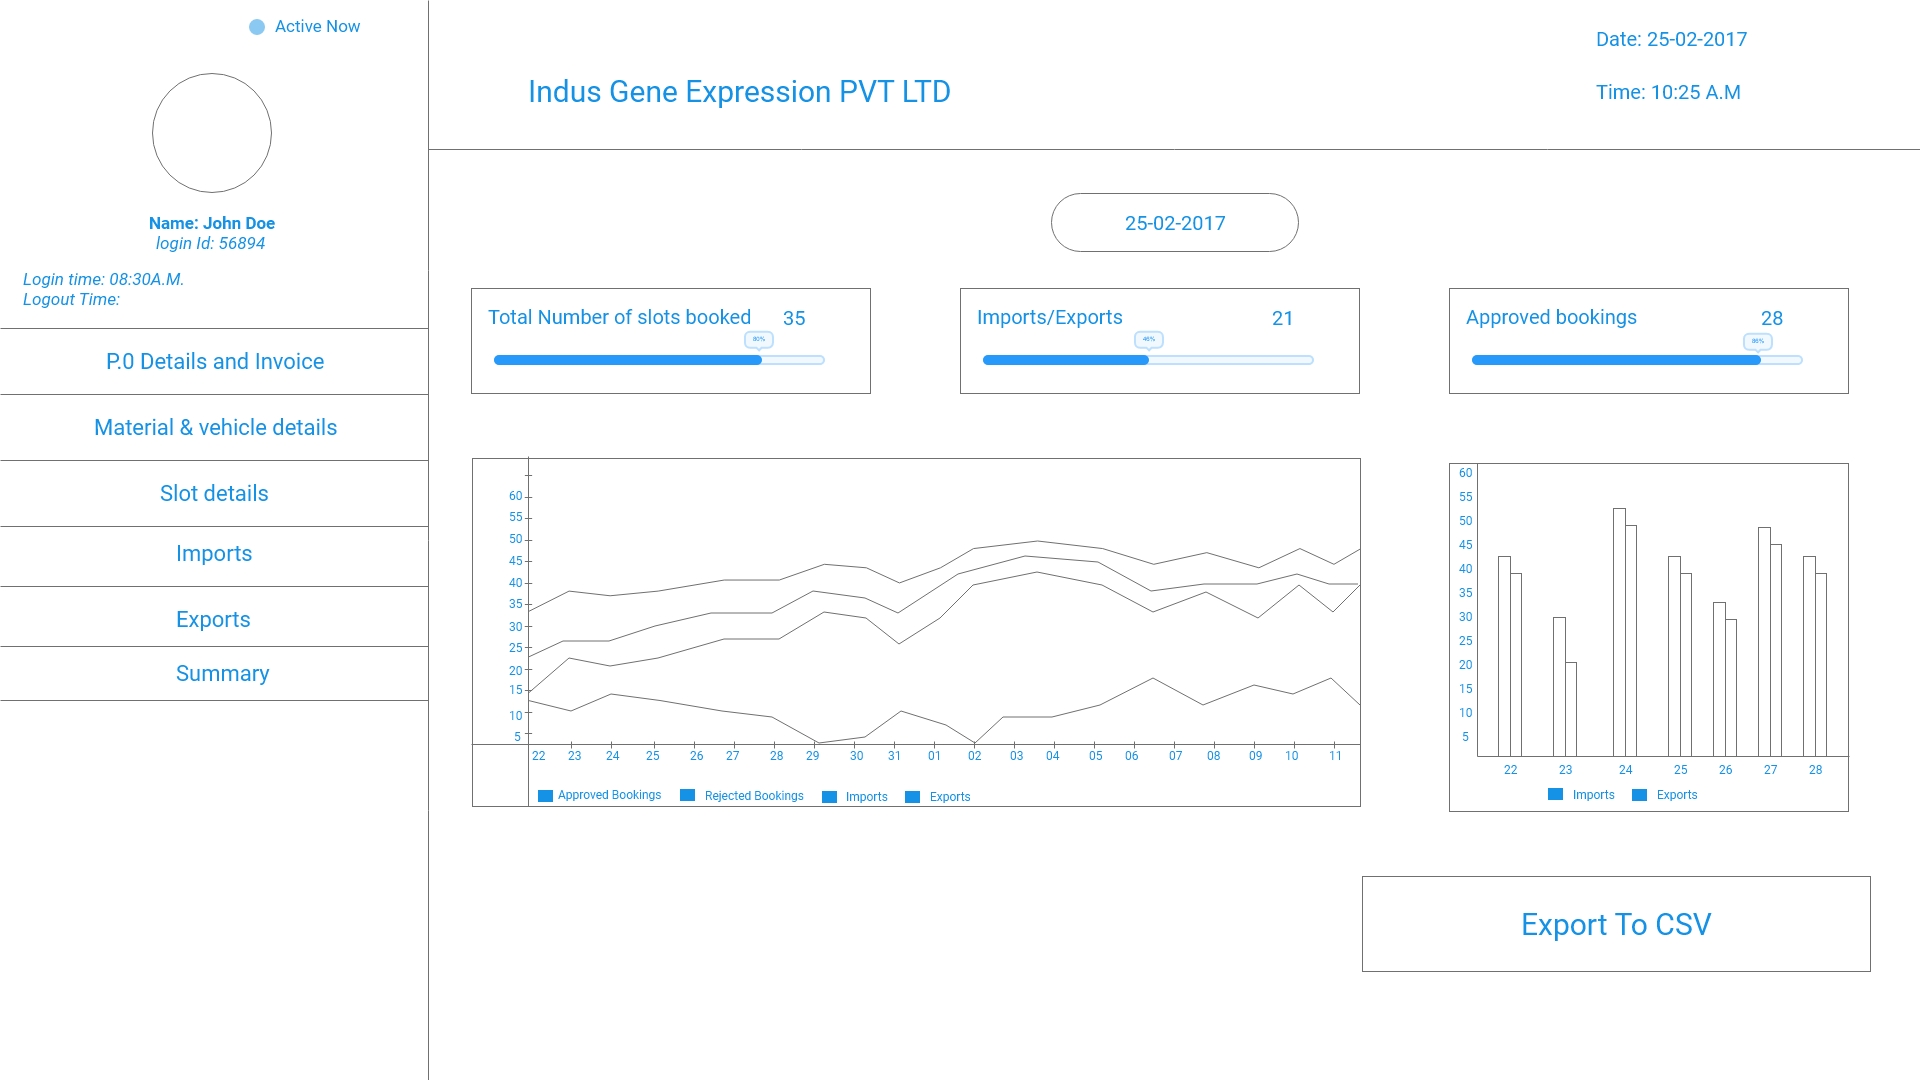 Active Now
Name: John Doe
login Id: 56894
Login time: 08:30A.M.
Logout Time:
P.0 Details and Invoice
Material & vehicle details
Slot details
Imports
Exports
Summary
Indus Gene Expression PVT LTD
Date: 25-02-2017
Time: 10:25 A.M
25-02-2017
Total Number of slots booked 35
80%
Imports/Exports 21
46%
Approved bookings 28
86%
60
55
50
45
40
35
30
25
20
15
10
5
22 23 24 25 26 27 28 29 30 31 01 02 03 04 05 06 07 08 09 10 11
Approved Bookings Rejected Bookings Imports Exports
60
55
50
45
40
35
30
25
20
15
10
5
22 23 24 25 26 27 28
Imports Exports
Export To CSV